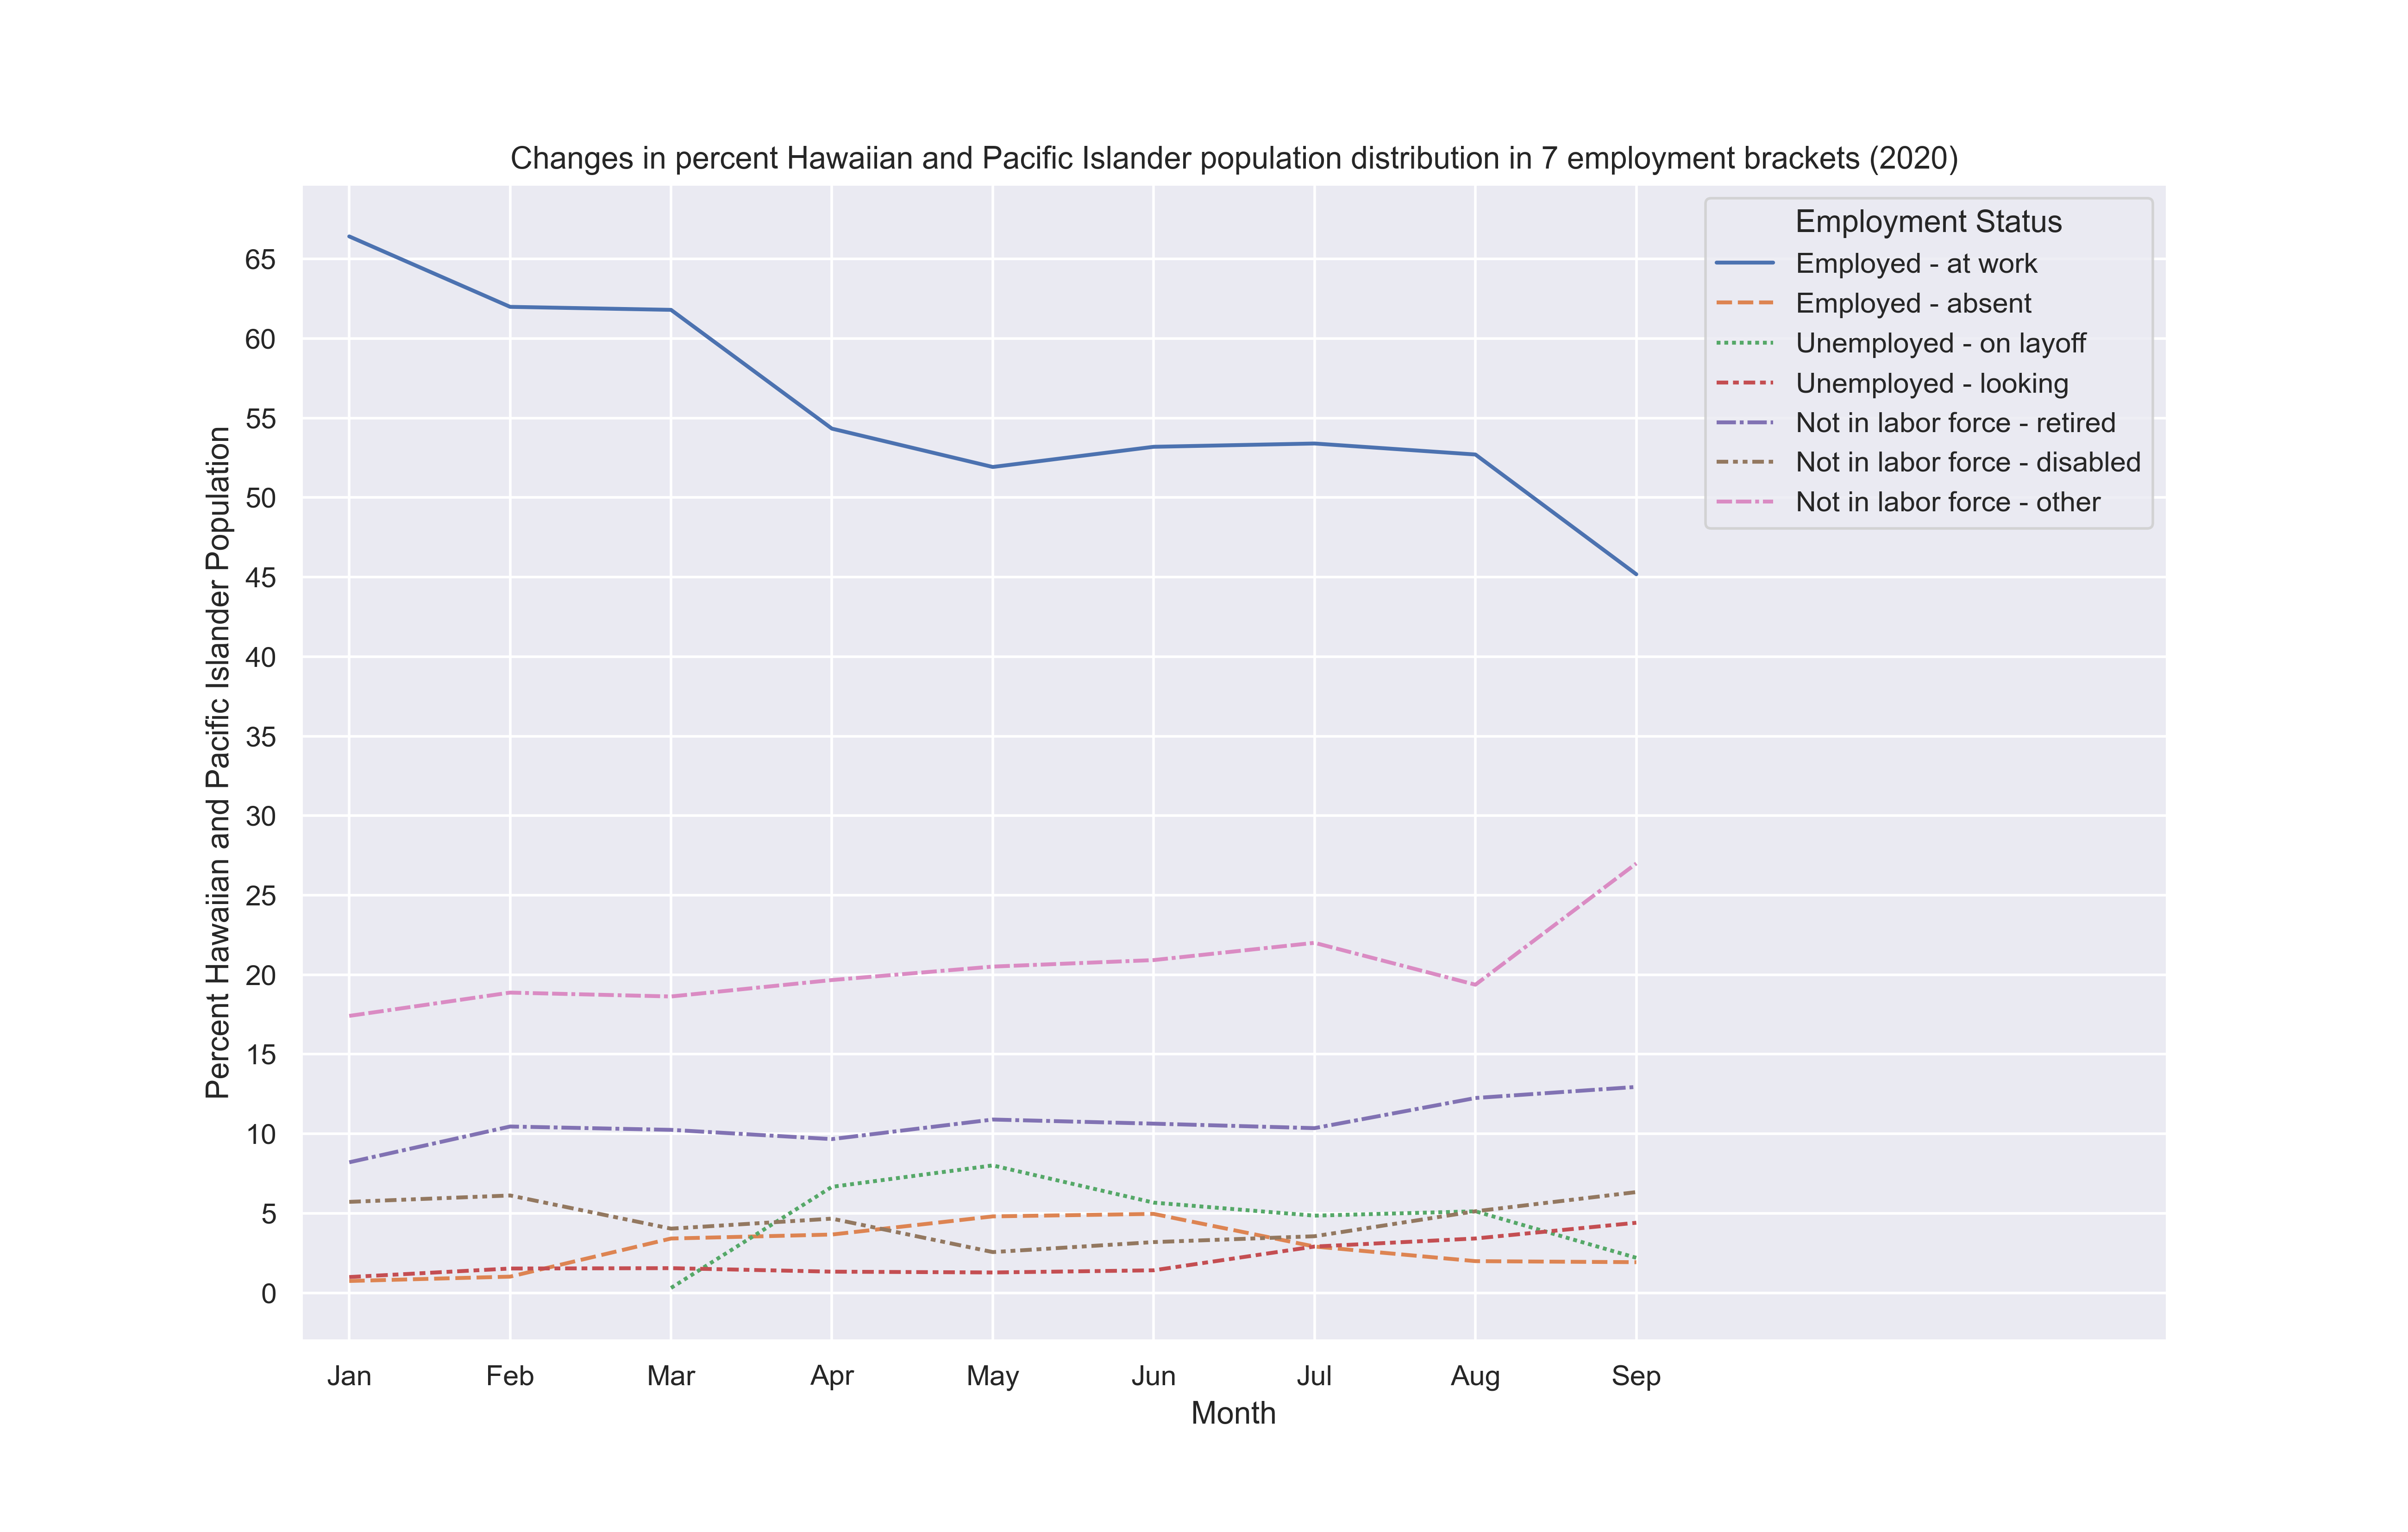 Changes in percent Hawaiian and Pacific Islander population distribution in 7 employment brackets (2020)
Employment Status
Employed - at work
Employed - absent
Unemployed - on layoff
Unemployed - looking
Not in labor force - retired
Not in labor force - disabled
Not in labor force - other
Percent Hawaiian and Pacific Islander Population
65
60
55
50
45
40
35
30
25
20
15
10
5
0
Jan Feb Mar Apr May Jun Jul Aug Sep
Month